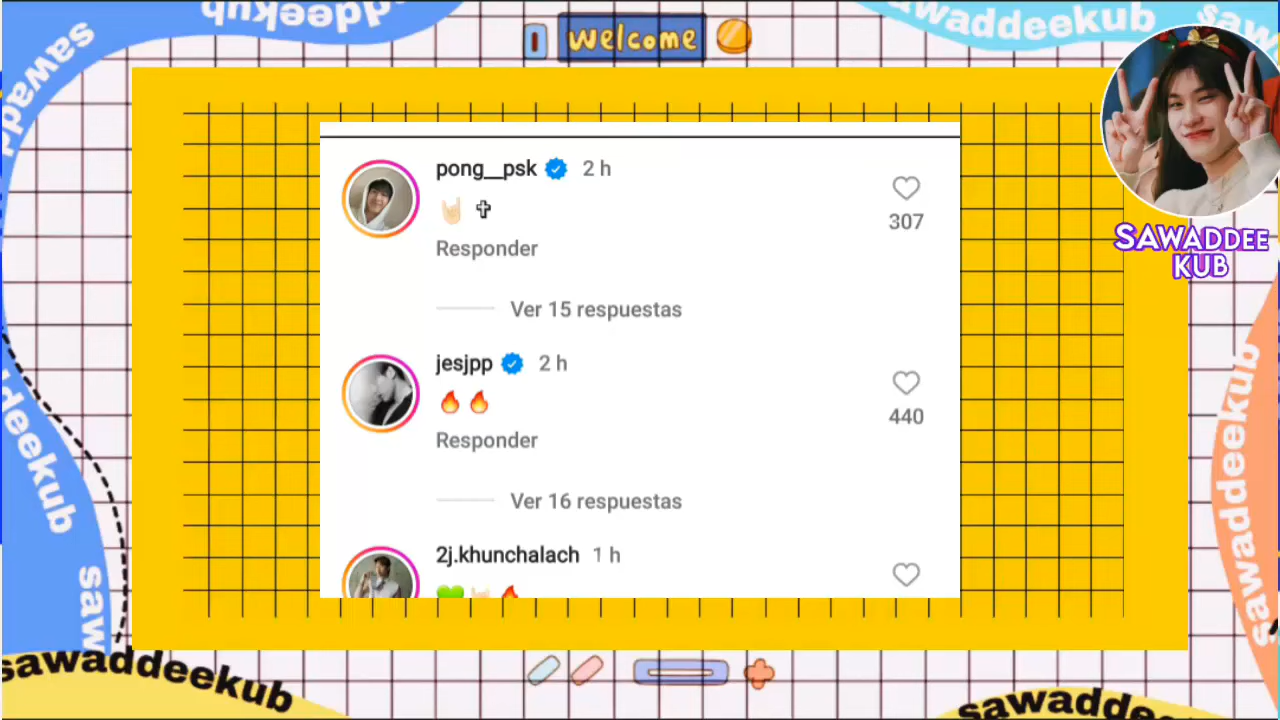 sawaddeekub
welcome
sawaddeekub
sawaddeekub
SAWADDEE
KUB
pong__psk 2 h
🤘🏻 ✞
307
Responder
Ver 15 respuestas
jesjpp 2 h
🔥 🔥
440
Responder
Ver 16 respuestas
2j.khunchalach 1 h
💚 🤘🏻 🔥
sawaddeekub
sawaddeekub